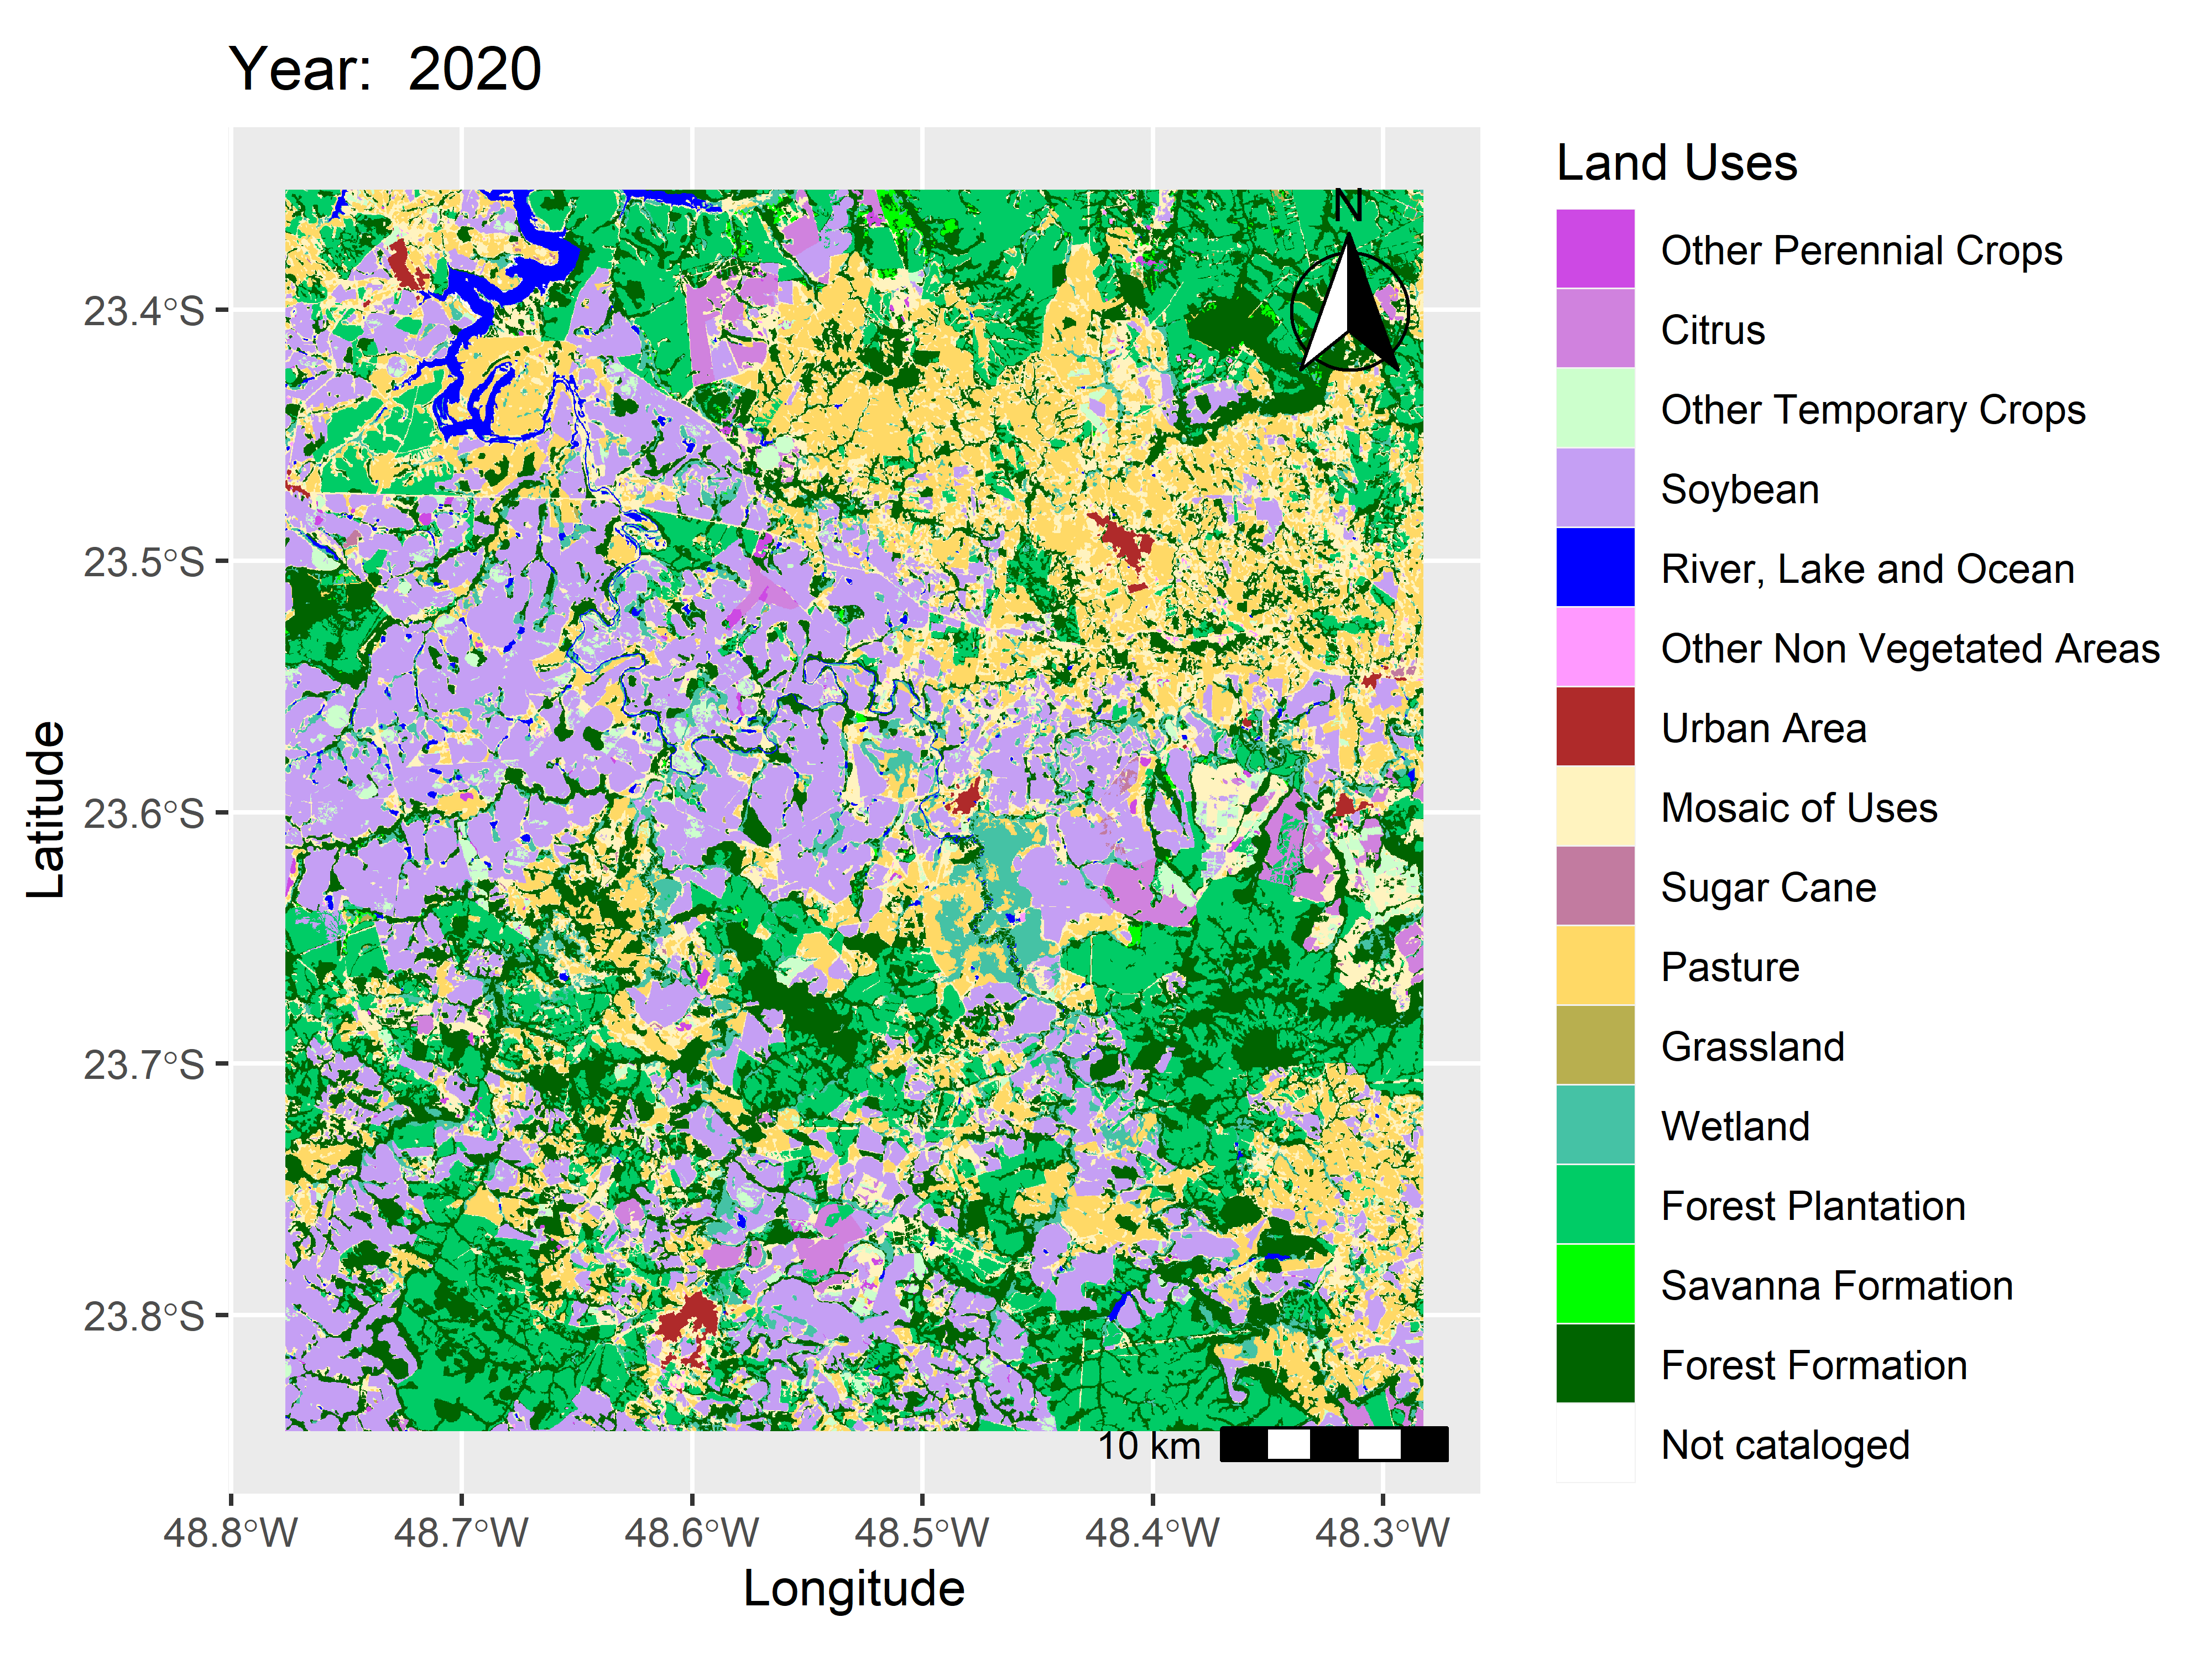 Year:  2020
N
23.4°S
23.5°S
23.6°S
23.7°S
23.8°S
Latitude
10 km
48.8°W 48.7°W 48.6°W 48.5°W 48.4°W 48.3°W
Longitude
Land Uses
Other Perennial Crops
Citrus
Other Temporary Crops
Soybean
River, Lake and Ocean
Other Non Vegetated Areas
Urban Area
Mosaic of Uses
Sugar Cane
Pasture
Grassland
Wetland
Forest Plantation
Savanna Formation
Forest Formation
Not cataloged